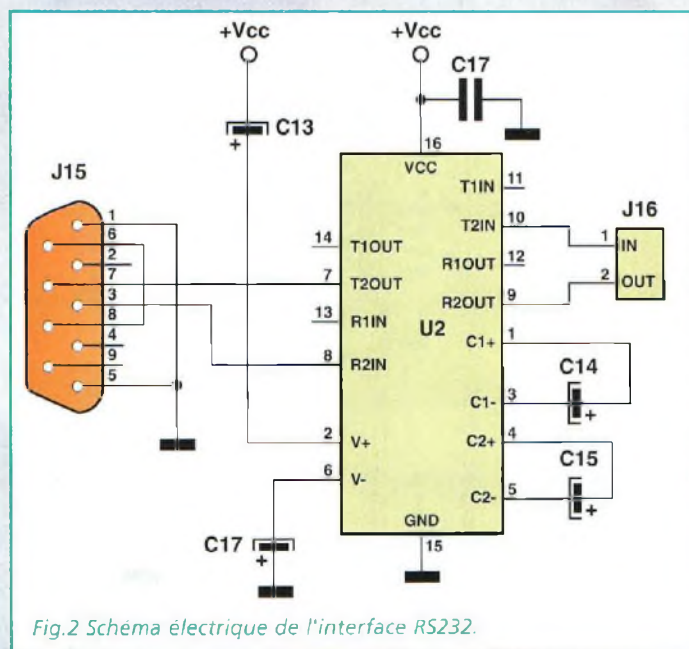 +Vcc
+Vcc
C17
C13
+
J15
1
6
2
7
3
8
4
9
5
16
VCC
T1IN
11
T2IN
10
R1OUT
12
R2OUT
9
C1+
1
C1-
3
C2+
4
C2-
5
GND
15
14
T1OUT
7
T2OUT
13
R1IN
8
R2IN
2
V+
6
V-
U2
J16
1
IN
2
OUT
C14
+
C15
+
C17
+
Fig.2 Schéma électrique de l'interface RS232.